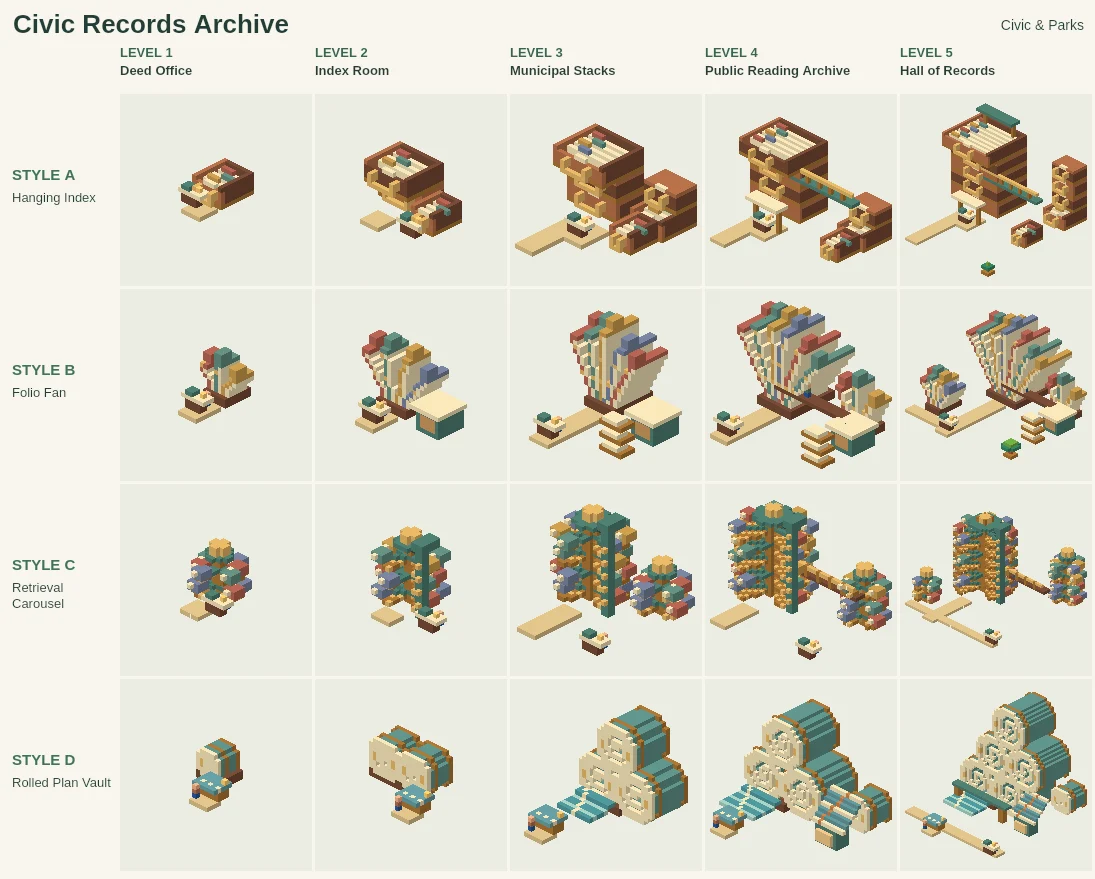 Civic Records Archive
Civic & Parks
LEVEL 1
Deed Office
LEVEL 2
Index Room
LEVEL 3
Municipal Stacks
LEVEL 4
Public Reading Archive
LEVEL 5
Hall of Records
STYLE A
Hanging Index
STYLE B
Folio Fan
STYLE C
Retrieval
Carousel
STYLE D
Rolled Plan Vault